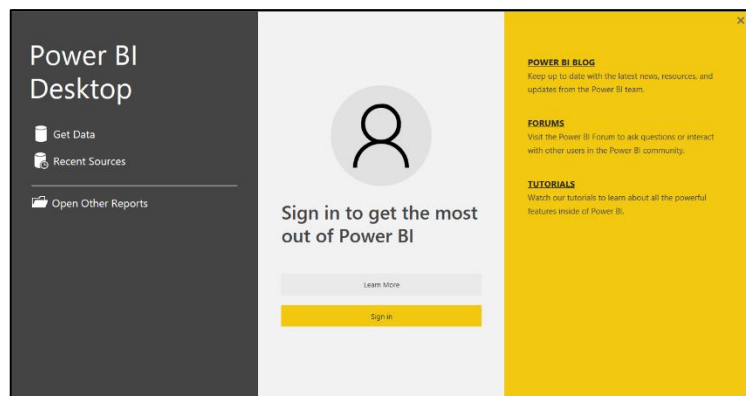 Power BI
Desktop
Get Data
Recent Sources
Open Other Reports
Sign in to get the most
out of Power BI
Learn More
Sign in
POWER BI BLOG
Keep up to date with the latest news, resources, and
updates from the Power BI team.
FORUMS
Visit the Power BI Forum to ask questions or interact
with other users in the Power BI community.
TUTORIALS
Watch our tutorials to learn about all the powerful
features inside of Power BI.